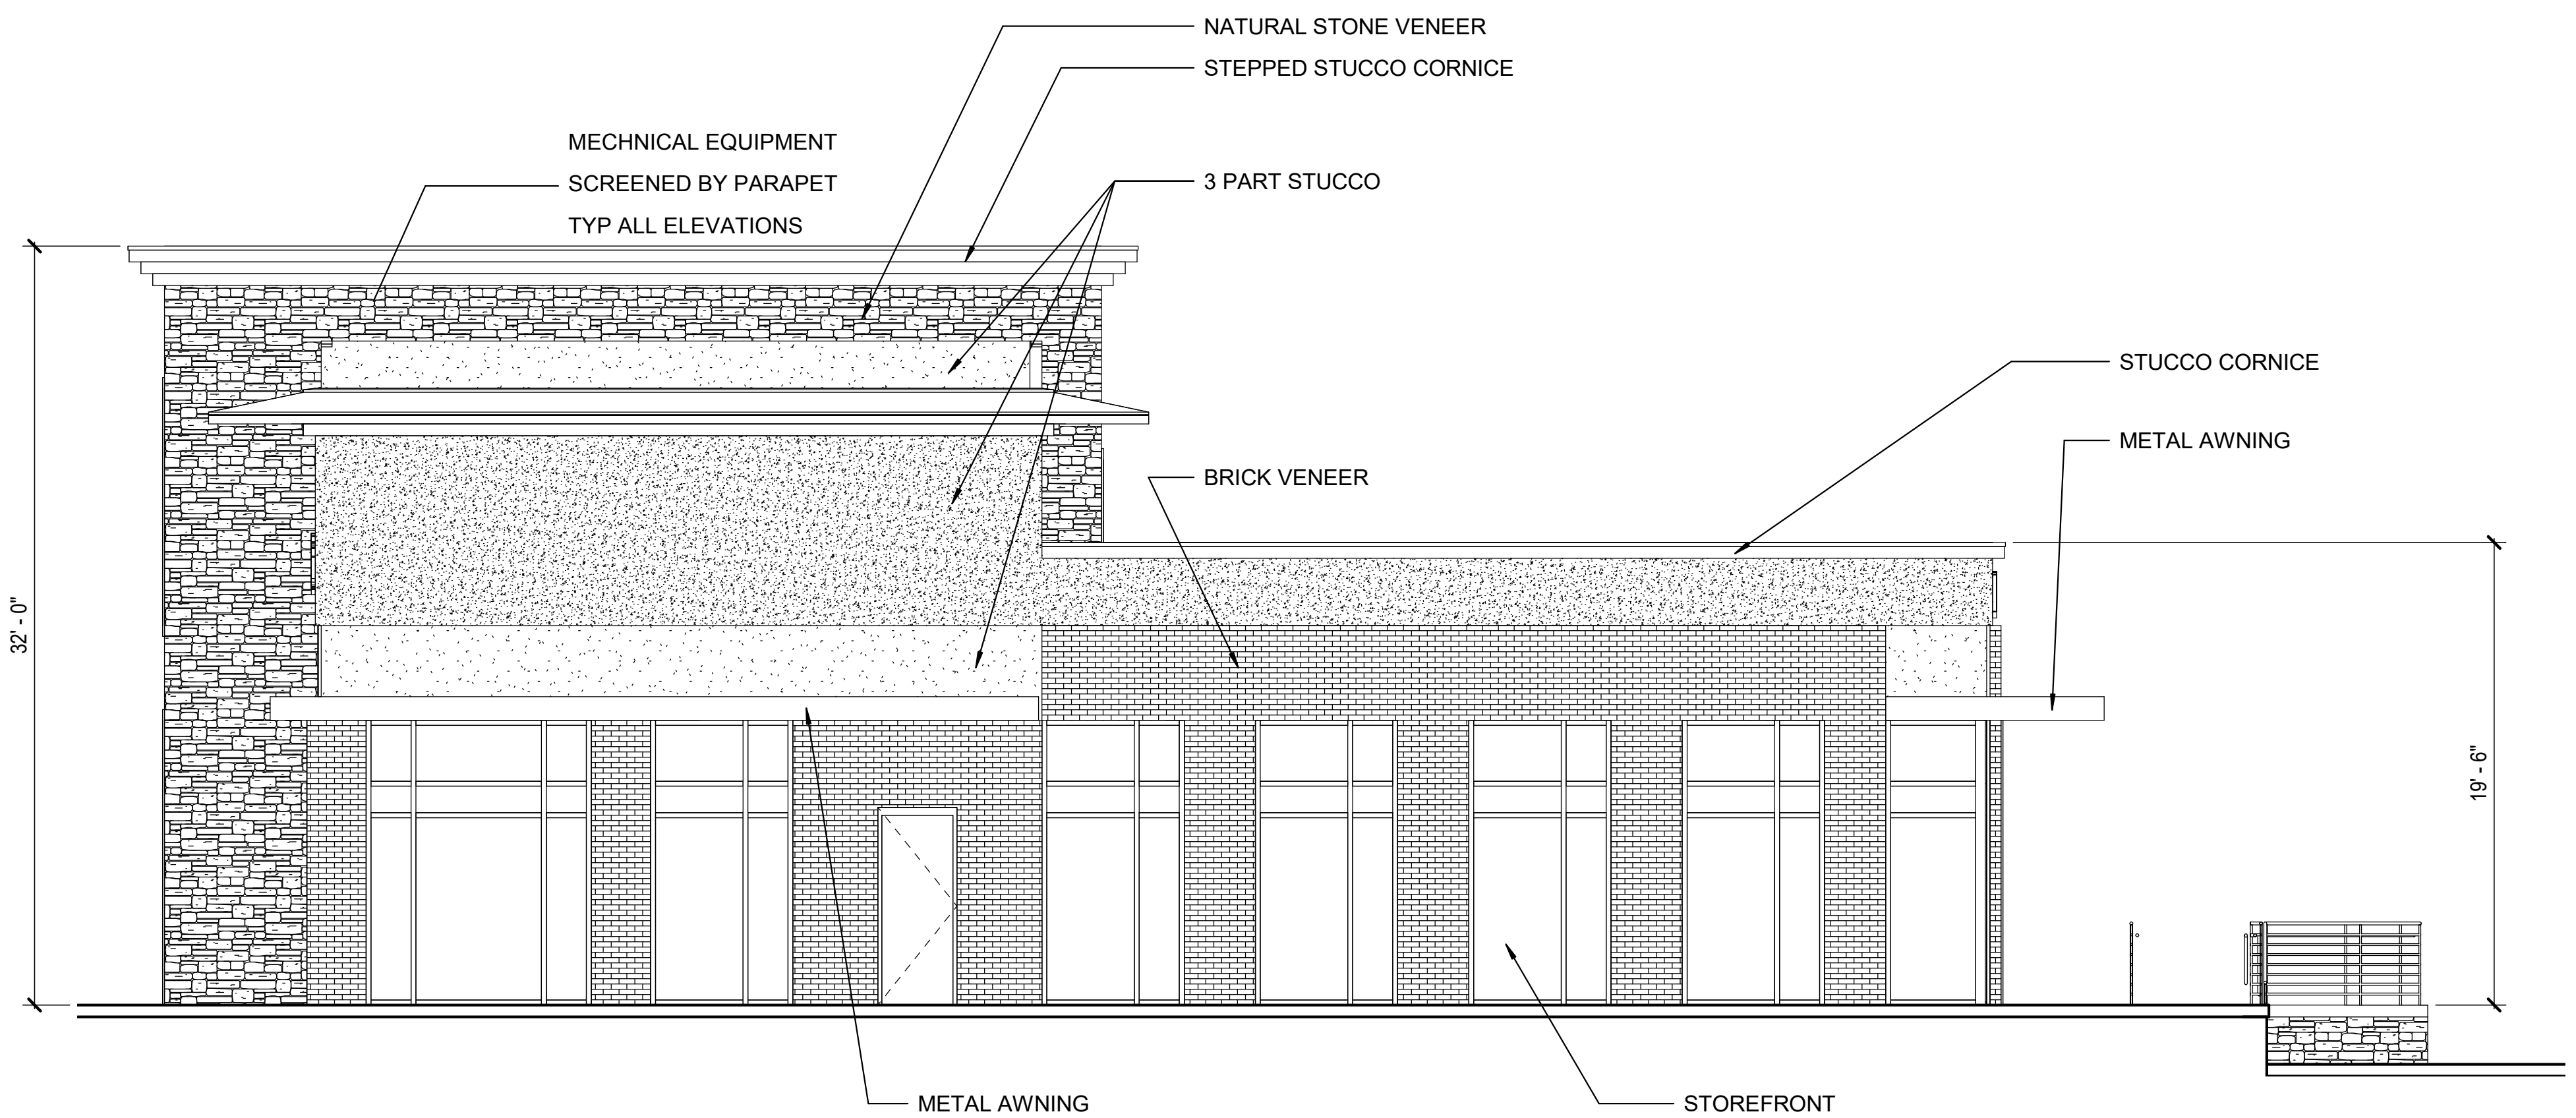 NATURAL STONE VENEER
STEPPED STUCCO CORNICE
MECHNICAL EQUIPMENT
SCREENED BY PARAPET
TYP ALL ELEVATIONS
3 PART STUCCO
STUCCO CORNICE
METAL AWNING
BRICK VENEER
32' - 0"
19' - 6"
METAL AWNING
STOREFRONT